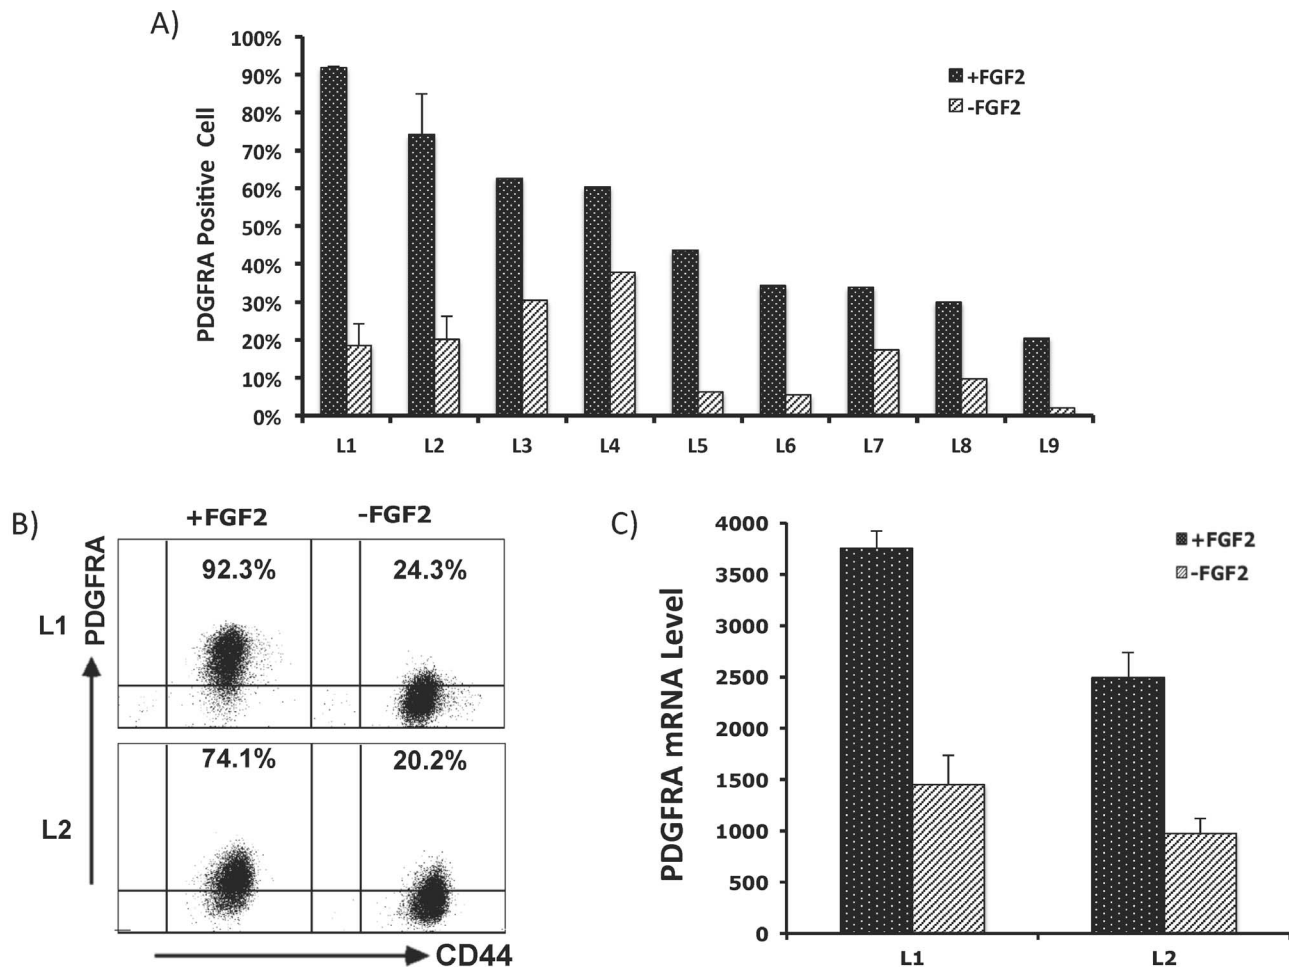 A)
100%
90%
80%
70%
60%
50%
40%
30%
20%
10%
0%
PDGFRA Positive Cell
+FGF2
-FGF2
L1 L2 L3 L4 L5 L6 L7 L8 L9
B)
+FGF2 -FGF2
PDGFRA
L1
92.3% 24.3%
L2
74.1% 20.2%
CD44
C)
4000
3500
3000
2500
2000
1500
1000
500
0
PDGFRA mRNA Level
+FGF2
-FGF2
L1 L2